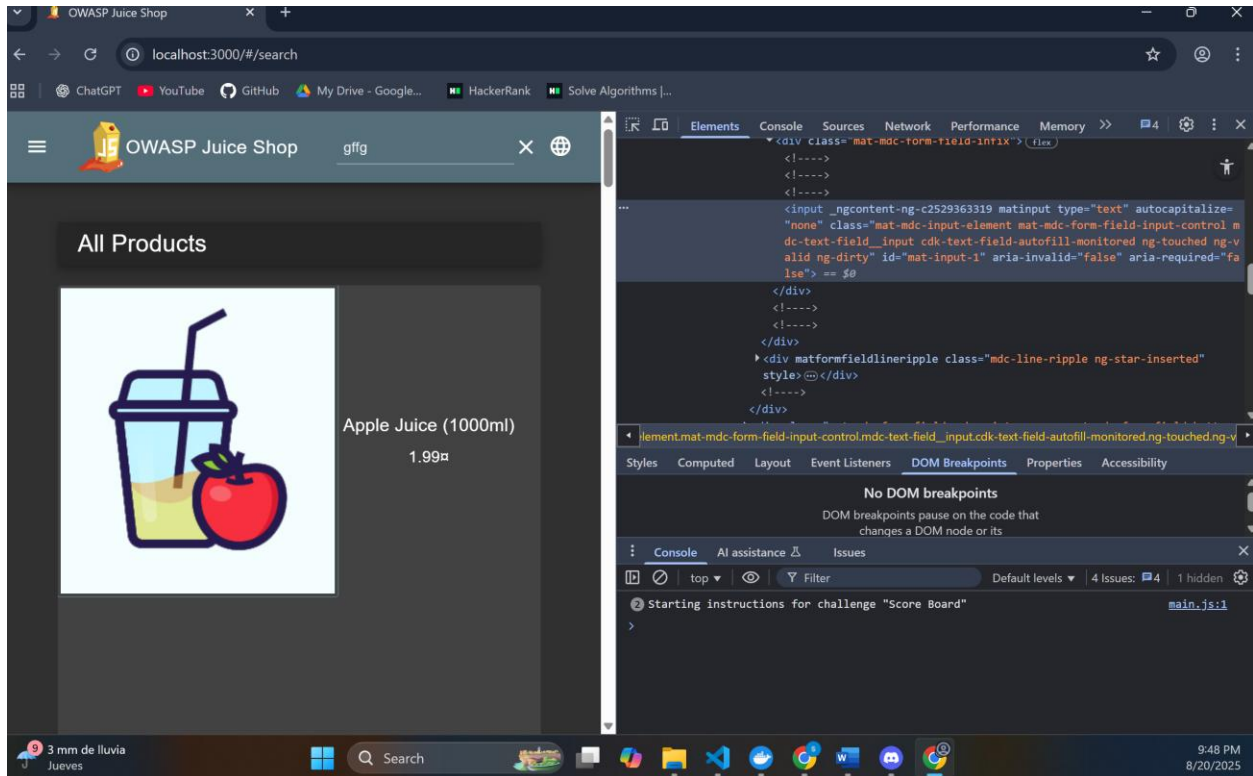 OWASP Juice Shop
localhost:3000/#/search
ChatGPT YouTube GitHub My Drive - Google... HackerRank Solve Algorithms |...
OWASP Juice Shop gffg
All Products
Apple Juice (1000ml)
1.99¤
Elements Console Sources Network Performance Memory 4
<div class="mat-mdc-form-field-infix"> flex
<!---->
<!---->
<!---->
<input _ngcontent-ng-c2529363319 matinput type="text" autocapitalize=
"none" class="mat-mdc-input-element mat-mdc-form-field-input-control m
dc-text-field__input cdk-text-field-autofill-monitored ng-touched ng-v
alid ng-dirty" id="mat-input-1" aria-invalid="false" aria-required="fa
lse"> == $0
</div>
<!---->
<!---->
</div>
<div matformfieldlineripple class="mdc-line-ripple ng-star-inserted"
style> </div>
<!---->
</div>
element.mat-mdc-form-field-input-control.mdc-text-field__input.cdk-text-field-autofill-monitored.ng-touched.ng-v
Styles Computed Layout Event Listeners DOM Breakpoints Properties Accessibility
No DOM breakpoints
DOM breakpoints pause on the code that
changes a DOM node or its
Console AI assistance Issues
top Filter Default levels 4 Issues: 4 1 hidden
2 Starting instructions for challenge "Score Board" main.js:1
9 3 mm de lluvia
Jueves
Search
9:48 PM
8/20/2025